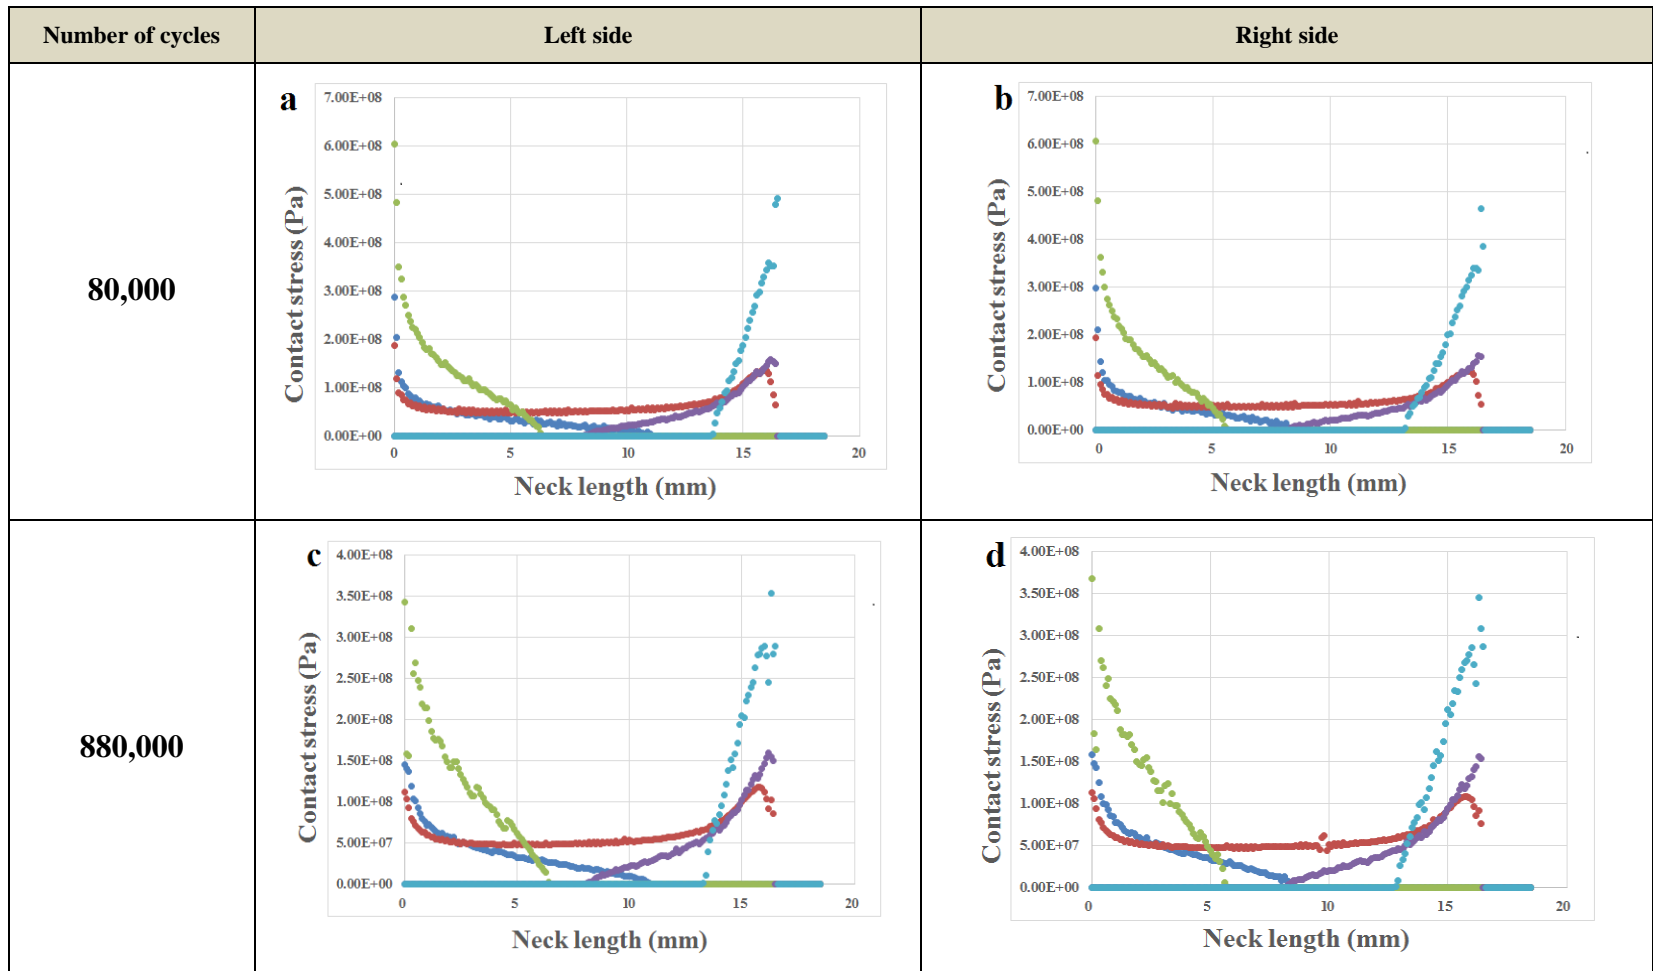 Number of cycles
Left side
Right side
80,000
a
7.00E+08
6.00E+08
5.00E+08
4.00E+08
3.00E+08
2.00E+08
1.00E+08
0.00E+00
0 5 10 15 20
Contact stress (Pa)
Neck length (mm)
b
7.00E+08
6.00E+08
5.00E+08
4.00E+08
3.00E+08
2.00E+08
1.00E+08
0.00E+00
0 5 10 15 20
Contact stress (Pa)
Neck length (mm)
880,000
c
4.00E+08
3.50E+08
3.00E+08
2.50E+08
2.00E+08
1.50E+08
1.00E+08
5.00E+07
0.00E+00
0 5 10 15 20
Contact stress (Pa)
Neck length (mm)
d
4.00E+08
3.50E+08
3.00E+08
2.50E+08
2.00E+08
1.50E+08
1.00E+08
5.00E+07
0.00E+00
0 5 10 15 20
Contact stress (Pa)
Neck length (mm)